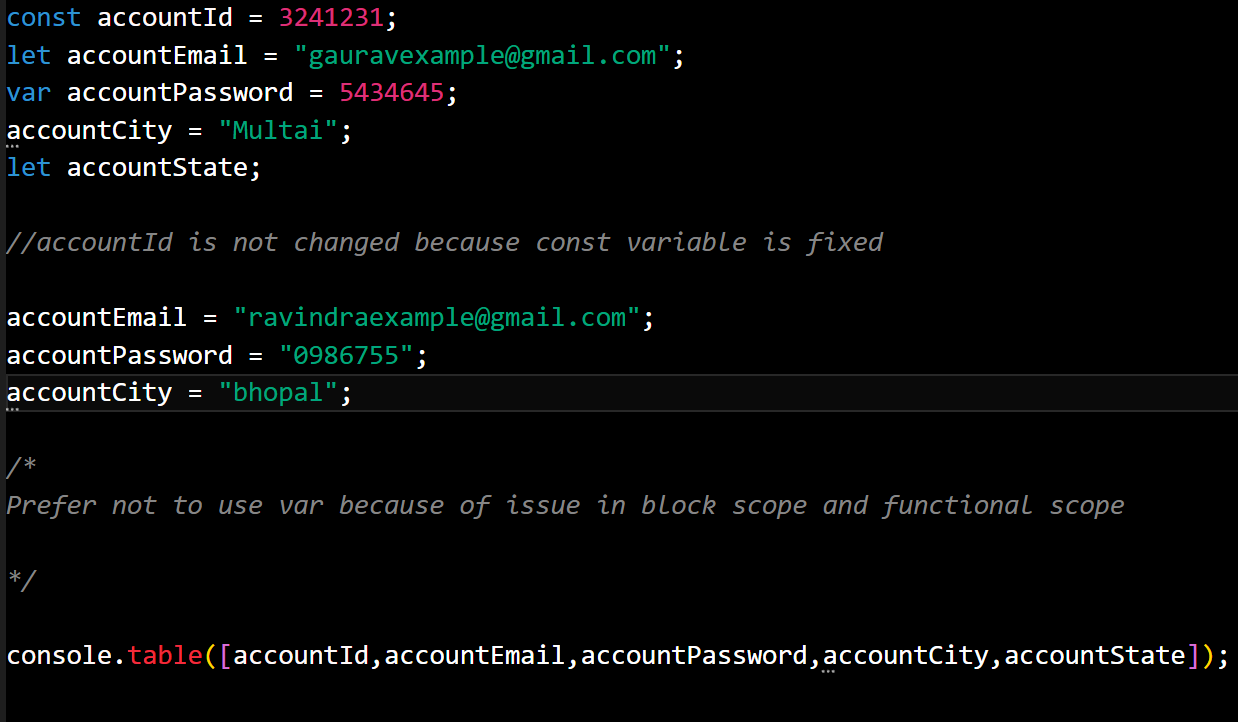 const accountId = 3241231;
let accountEmail = "gauravexample@gmail.com";
var accountPassword = 5434645;
accountCity = "Multai";
let accountState;
//accountId is not changed because const variable is fixed
accountEmail = "ravindraexample@gmail.com";
accountPassword = "0986755";
accountCity = "bhopal";
/*
Prefer not to use var because of issue in block scope and functional scope
*/
console.table([accountId,accountEmail,accountPassword,accountCity,accountState]);